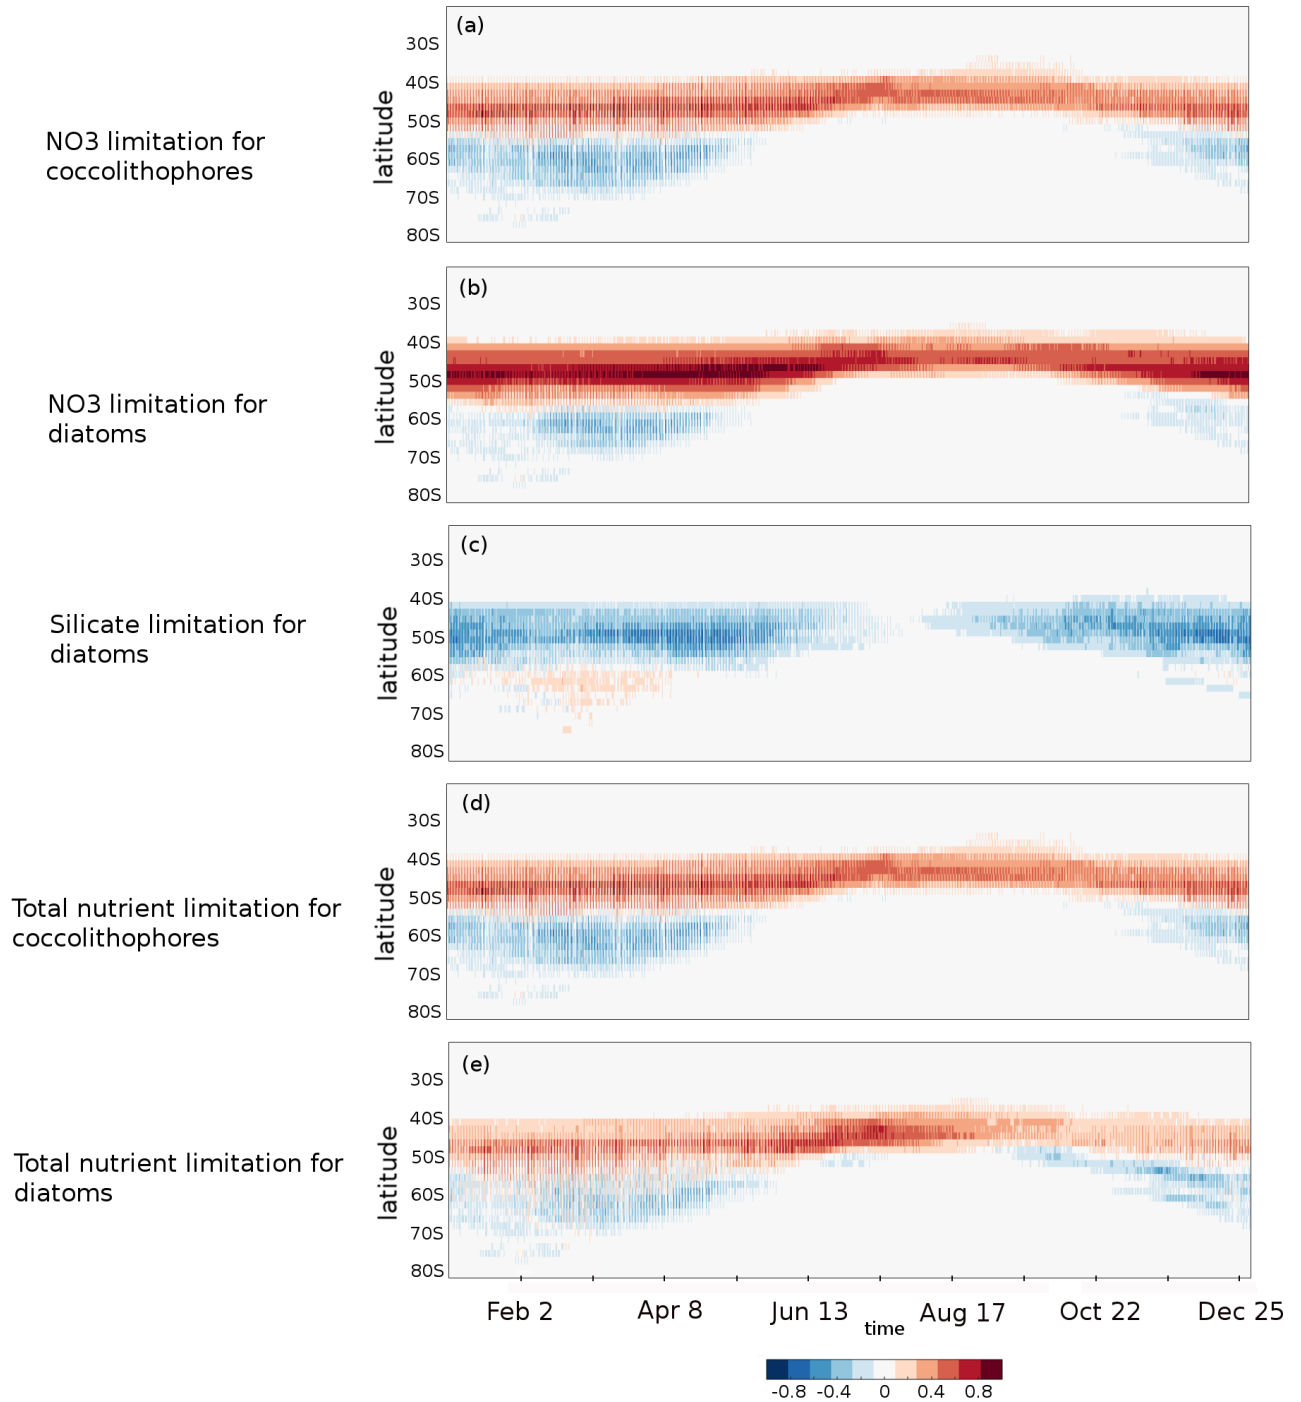 (a)
30S
40S
50S
60S
70S
80S
latitude
NO3 limitation for
coccolithophores
(b)
30S
40S
50S
60S
70S
80S
latitude
NO3 limitation for
diatoms
(c)
30S
40S
50S
60S
70S
80S
latitude
Silicate limitation for
diatoms
(d)
30S
40S
50S
60S
70S
80S
latitude
Total nutrient limitation for
coccolithophores
(e)
30S
40S
50S
60S
70S
80S
latitude
Total nutrient limitation for
diatoms
Feb 2 Apr 8 Jun 13 Aug 17 Oct 22 Dec 25
time
-0.8 -0.4 0 0.4 0.8